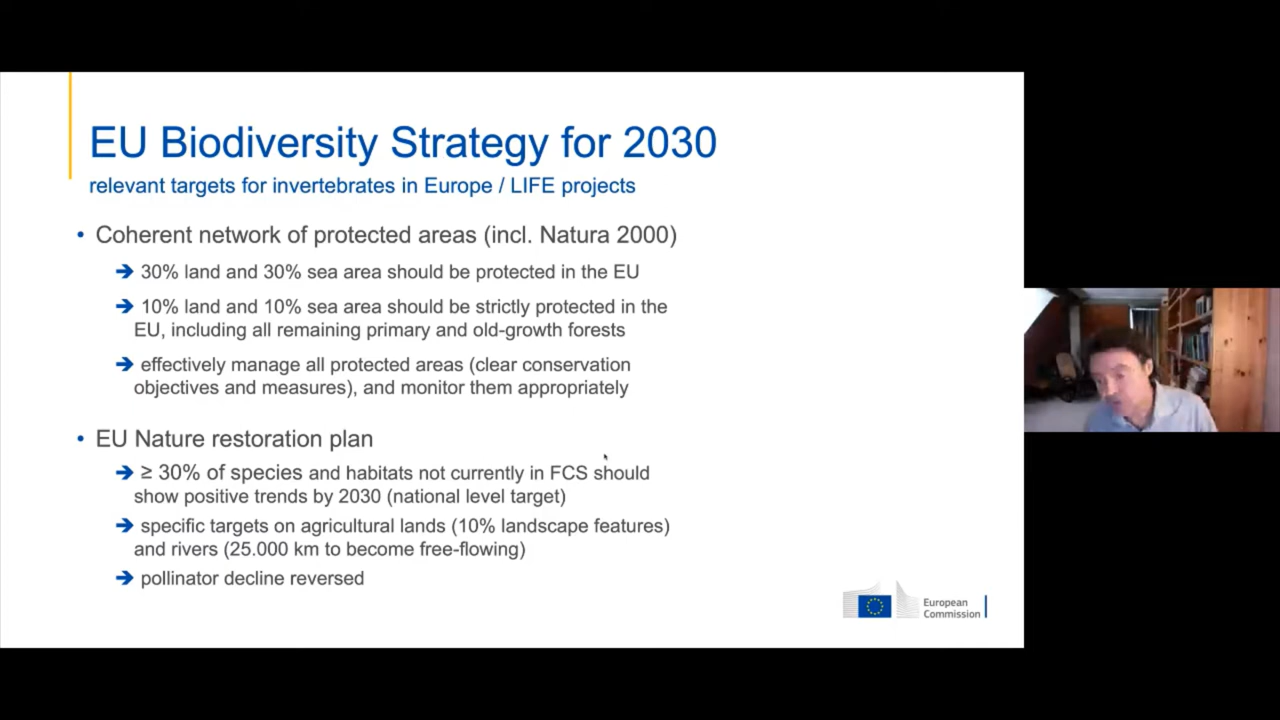 EU Biodiversity Strategy for 2030
relevant targets for invertebrates in Europe / LIFE projects
• Coherent network of protected areas (incl. Natura 2000)
➔ 30% land and 30% sea area should be protected in the EU
➔ 10% land and 10% sea area should be strictly protected in the
EU, including all remaining primary and old-growth forests
➔ effectively manage all protected areas (clear conservation
objectives and measures), and monitor them appropriately
• EU Nature restoration plan
➔ ≥ 30% of species and habitats not currently in FCS should
show positive trends by 2030 (national level target)
➔ specific targets on agricultural lands (10% landscape features)
and rivers (25.000 km to become free-flowing)
➔ pollinator decline reversed
European
Commission